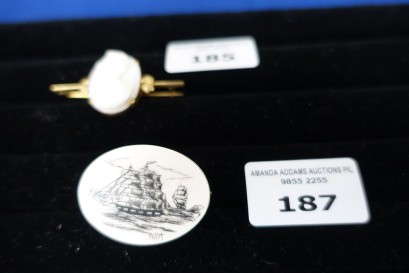 185
AMANDA ADDAMS AUCTIONS P/L
9855 2255
187